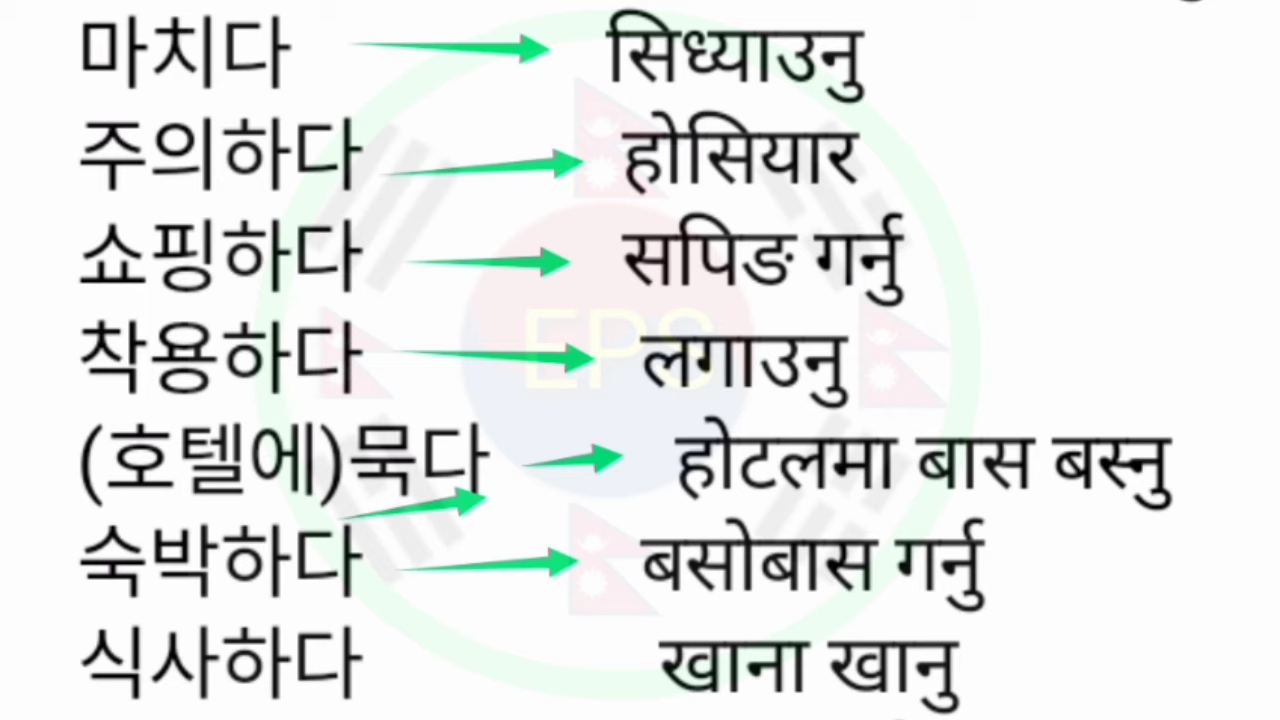 마치다 सिध्याउनु
주의하다 होसियार
쇼핑하다 सपिङ गर्नु
착용하다 लगाउनु
(호텔에)묵다 होटलमा बास बस्नु
숙박하다 बसोबास गर्नु
식사하다 खाना खानु
EPS